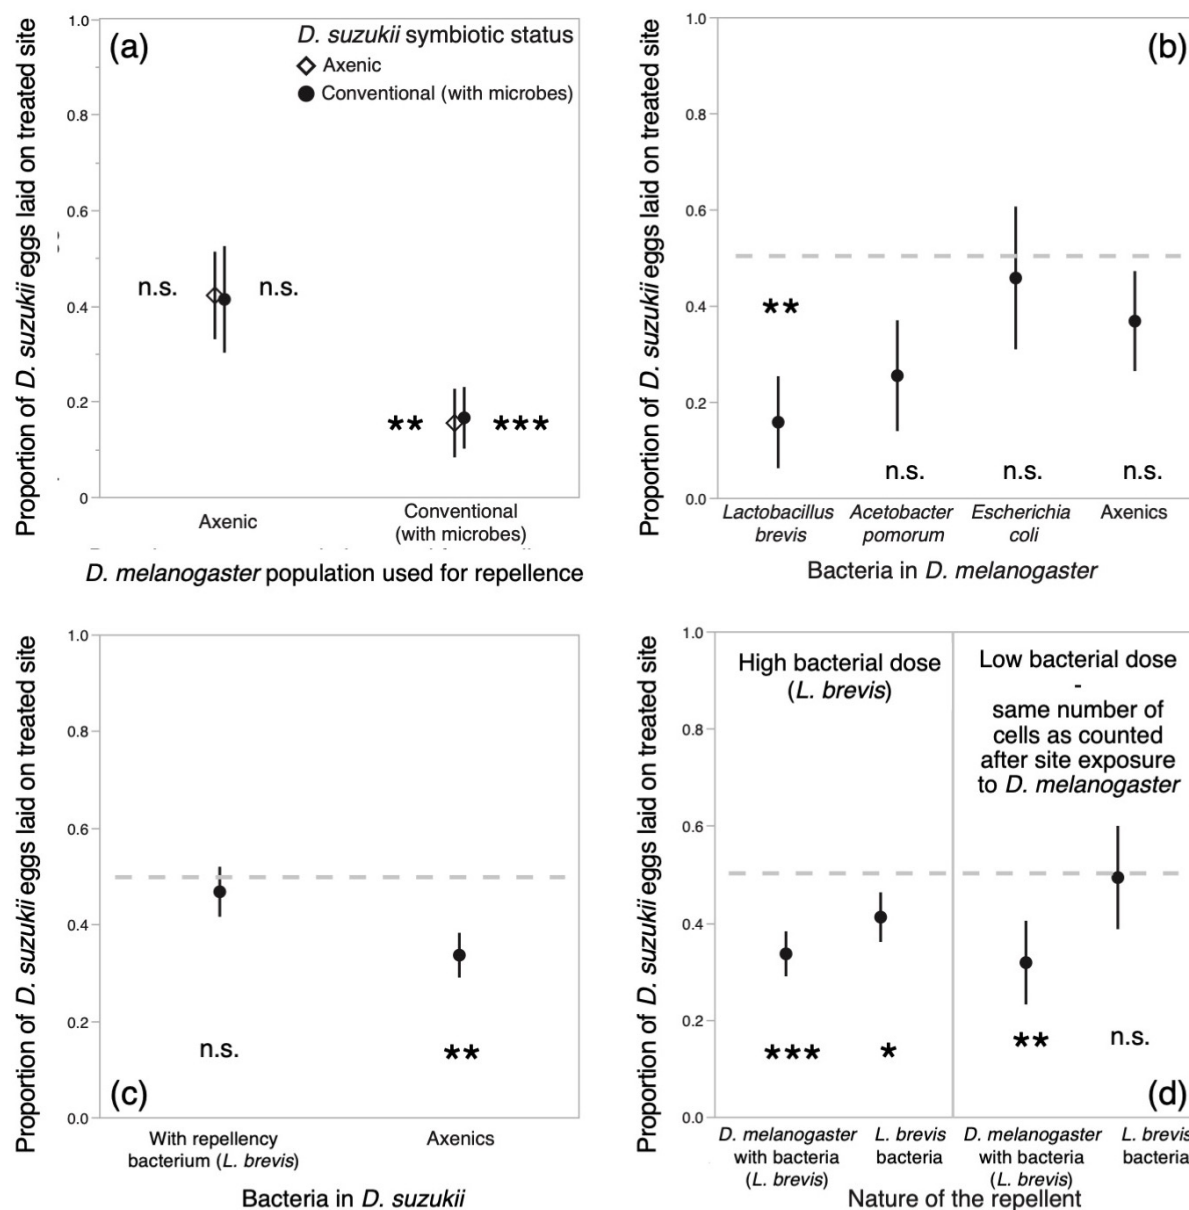 Proportion of D. suzukii eggs laid on treated site
1.0
0.8
0.6
0.4
0.2
0
(a)
D. suzukii symbiotic status
Axenic
Conventional (with microbes)
n.s.
n.s.
**
***
Axenic
Conventional
(with microbes)
D. melanogaster population used for repellence
Proportion of D. suzukii eggs laid on treated site
1.0
0.8
0.6
0.4
0.2
0.0
(b)
**
n.s.
n.s.
n.s.
Lactobacillus
brevis
Acetobacter
pomorum
Escherichia
coli
Axenics
Bacteria in D. melanogaster
Proportion of D. suzukii eggs laid on treated site
1.0
0.8
0.6
0.4
0.2
0.0
n.s.
**
(c)
With repellency
bacterium (L. brevis)
Axenics
Bacteria in D. suzukii
Proportion of D. suzukii eggs laid on treated site
1.0
0.8
0.6
0.4
0.2
0.0
High bacterial dose
(L. brevis)
Low bacterial dose
-
same number of
cells as counted
after site exposure
to D. melanogaster
***
*
**
n.s.
(d)
D. melanogaster
with bacteria
(L. brevis)
L. brevis
bacteria
D. melanogaster
with bacteria
(L. brevis)
L. brevis
bacteria
Nature of the repellent